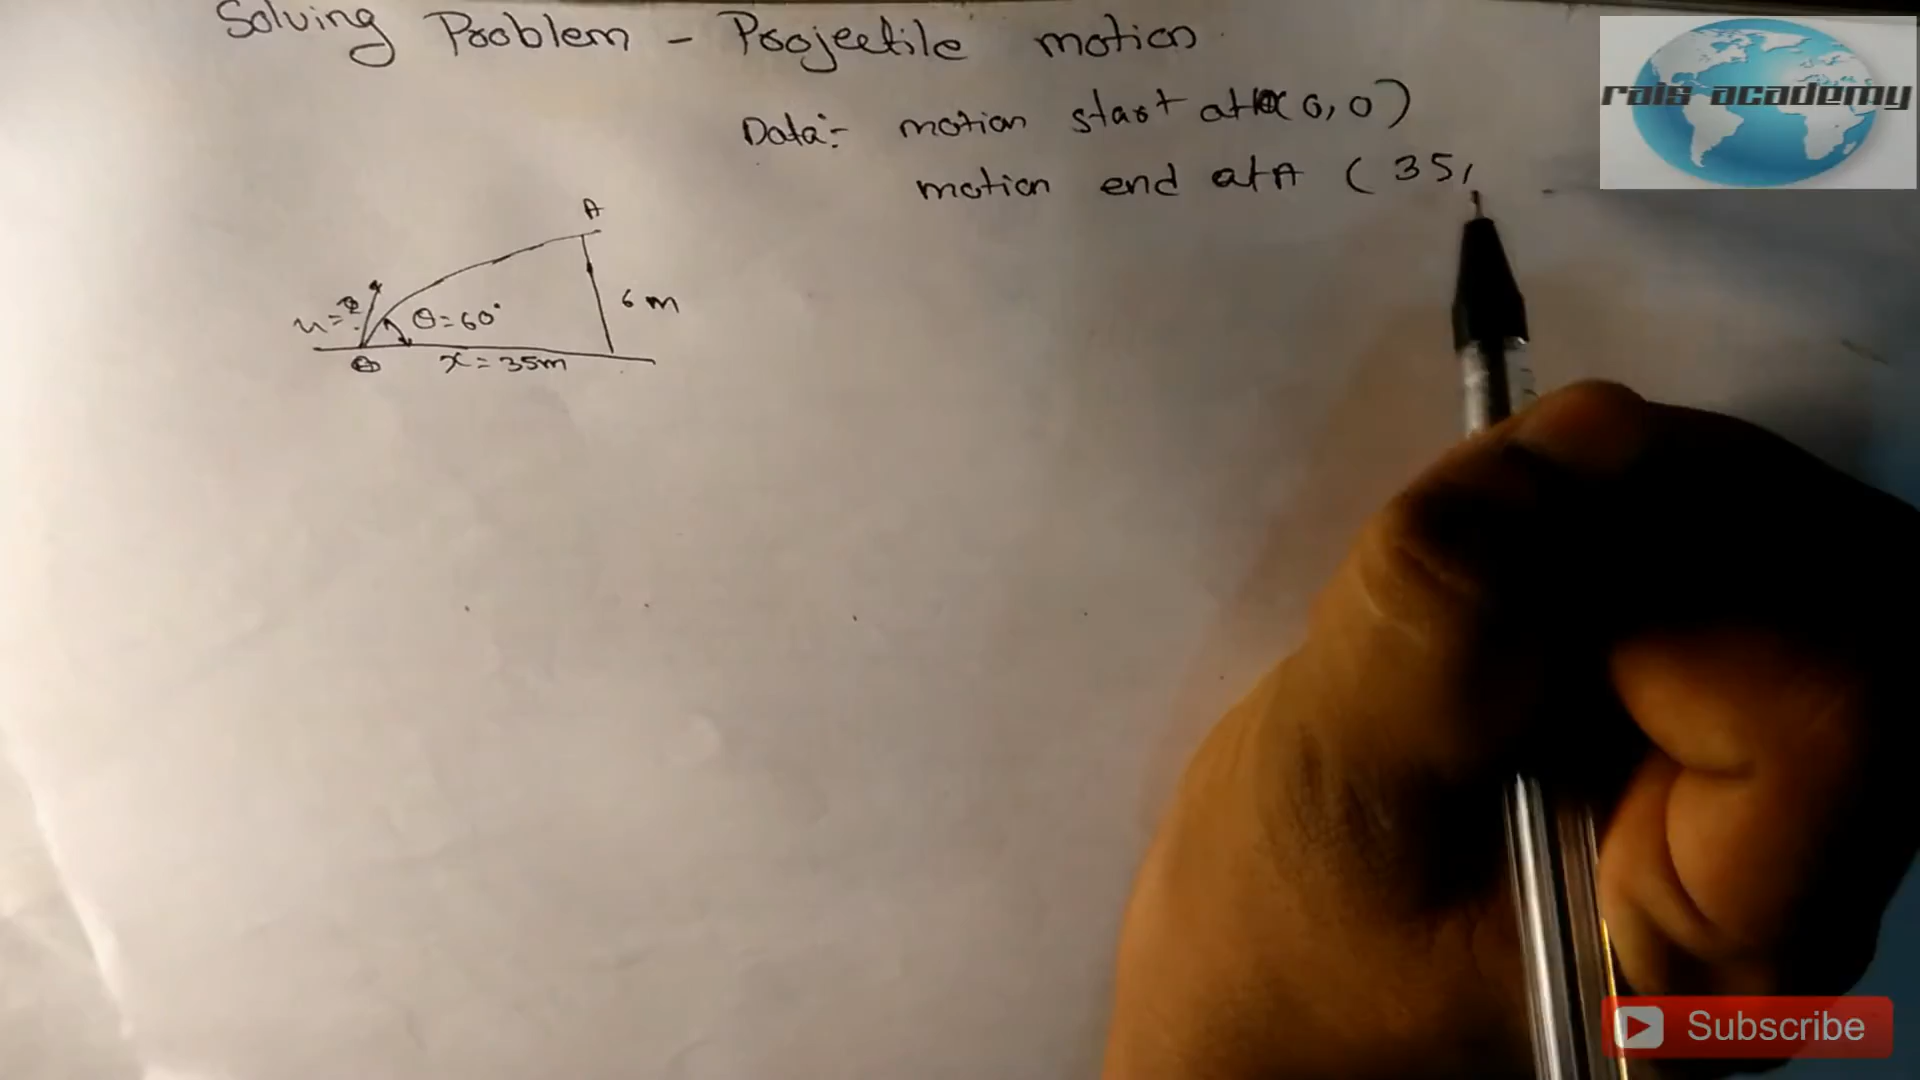 Solving Problem - Projectile motion
Data:- motion start at (0,0)
motion end at A (35,
A
u=?
θ=60°
6 m
x=35m
rais academy
Subscribe